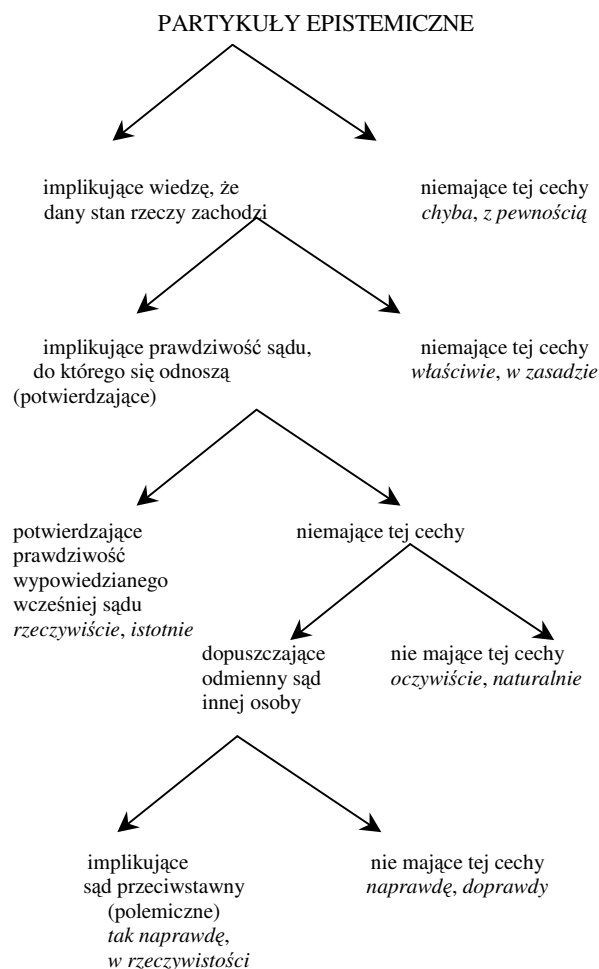 PARTYKUŁY EPISTEMICZNE
implikujące wiedzę, że
dany stan rzeczy zachodzi
niemające tej cechy
chyba, z pewnością
implikujące prawdziwość sądu,
do którego się odnoszą
(potwierdzające)
niemające tej cechy
właściwie, w zasadzie
potwierdzające
prawdziwość
wypowiedzianego
wcześniej sądu
rzeczywiście, istotnie
niemające tej cechy
dopuszczające
odmienny sąd
innej osoby
nie mające tej cechy
oczywiście, naturalnie
implikujące
sąd przeciwstawny
(polemiczne)
tak naprawdę,
w rzeczywistości
nie mające tej cechy
naprawdę, doprawdy